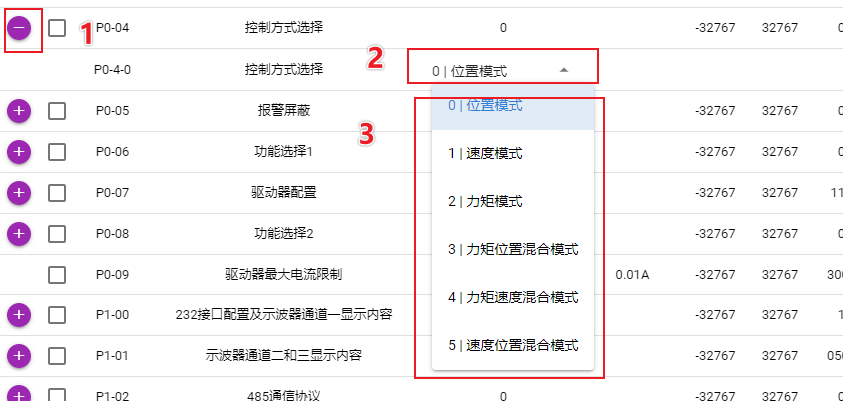 1 P0-04 控制方式选择 0 -32767 32767 0
P0-4-0 控制方式选择 2 0 | 位置模式
P0-05 报警屏蔽 0 | 位置模式 -32767 32767 0
3
P0-06 功能选择1 1 | 速度模式 -32767 32767 0
P0-07 驱动器配置 2 | 力矩模式 -32767 32767 11
P0-08 功能选择2 3 | 力矩位置混合模式 -32767 32767 0
P0-09 驱动器最大电流限制 0.01A -32767 32767 300
P1-00 232接口配置及示波器通道一显示内容 4 | 力矩速度混合模式 -32767 32767 1
P1-01 示波器通道二和三显示内容 5 | 速度位置混合模式 -32767 32767 050
P1-02 485通信协议 0 -32767 32767 0